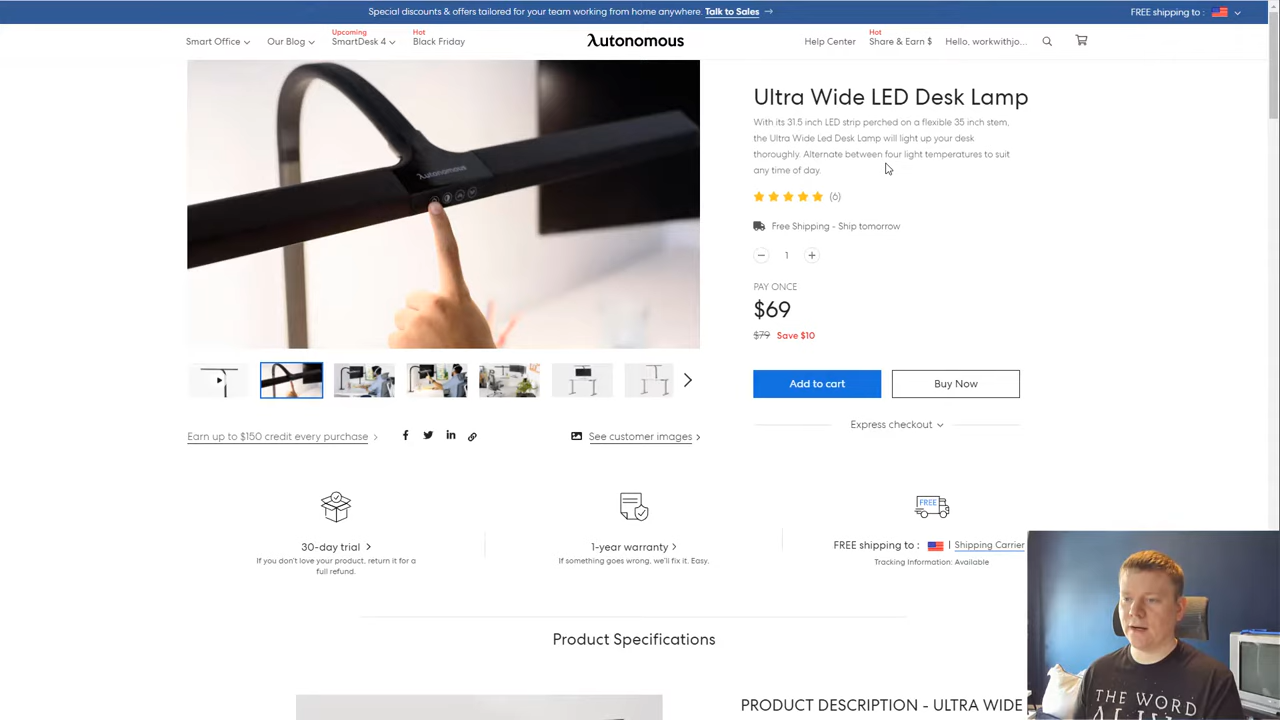 Special discounts & offers tailored for your team working from home anywhere. Talk to Sales →
FREE shipping to :
Smart Office
Our Blog
Upcoming
SmartDesk 4
Hot
Black Friday
Autonomous
Help Center
Hot
Share & Earn $
Hello, workwithjo...
Autonomous
Ultra Wide LED Desk Lamp
With its 31.5 inch LED strip perched on a flexible 35 inch stem,
the Ultra Wide Led Desk Lamp will light up your desk
thoroughly. Alternate between four light temperatures to suit
any time of day.
(6)
Free Shipping - Ship tomorrow
1
PAY ONCE
$69
$79 Save $10
Add to cart
Buy Now
Express checkout
Earn up to $150 credit every purchase
See customer images
30-day trial
If you don't love your product, return it for a
full refund.
1-year warranty
If something goes wrong, we'll fix it. Easy.
FREE
FREE shipping to : | Shipping Carrier
Tracking Information: Available
Product Specifications
PRODUCT DESCRIPTION - ULTRA WIDE
THE WORD